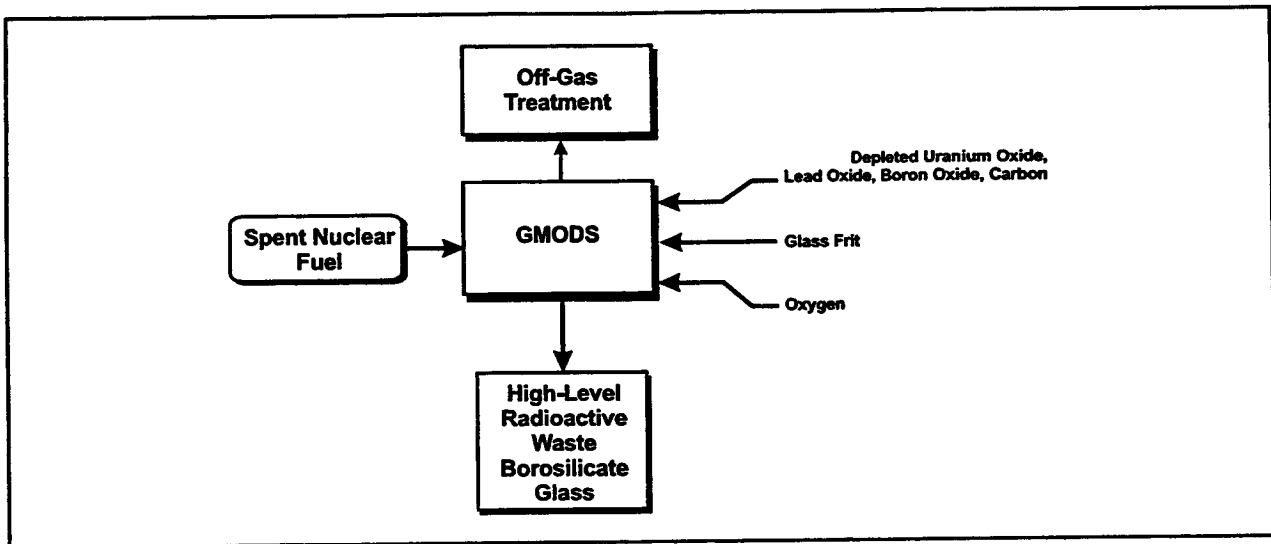 Off-Gas
Treatment
Depleted Uranium Oxide,
Lead Oxide, Boron Oxide, Carbon
Spent Nuclear
Fuel
GMODS
Glass Frit
Oxygen
High-Level
Radioactive
Waste
Borosilicate
Glass